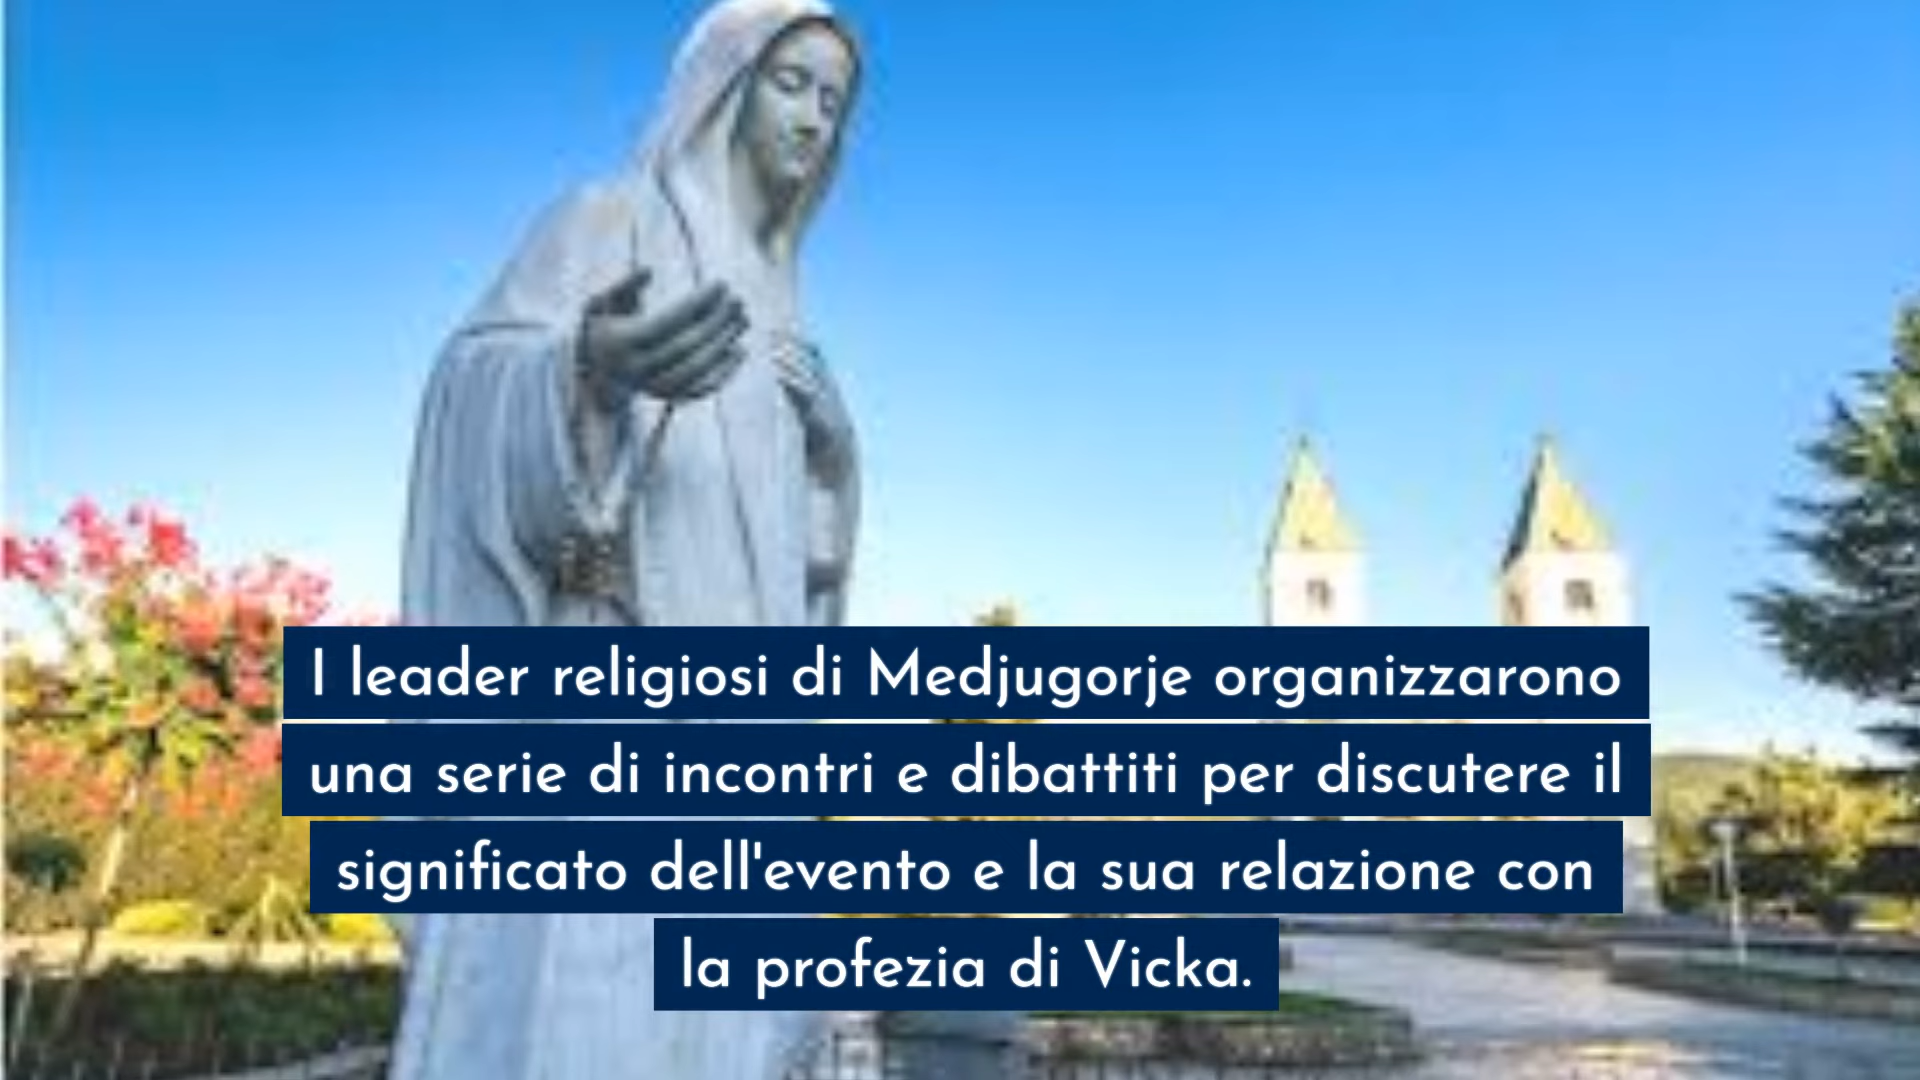 I leader religiosi di Medjugorje organizzarono
una serie di incontri e dibattiti per discutere il
significato dell'evento e la sua relazione con
la profezia di Vicka.